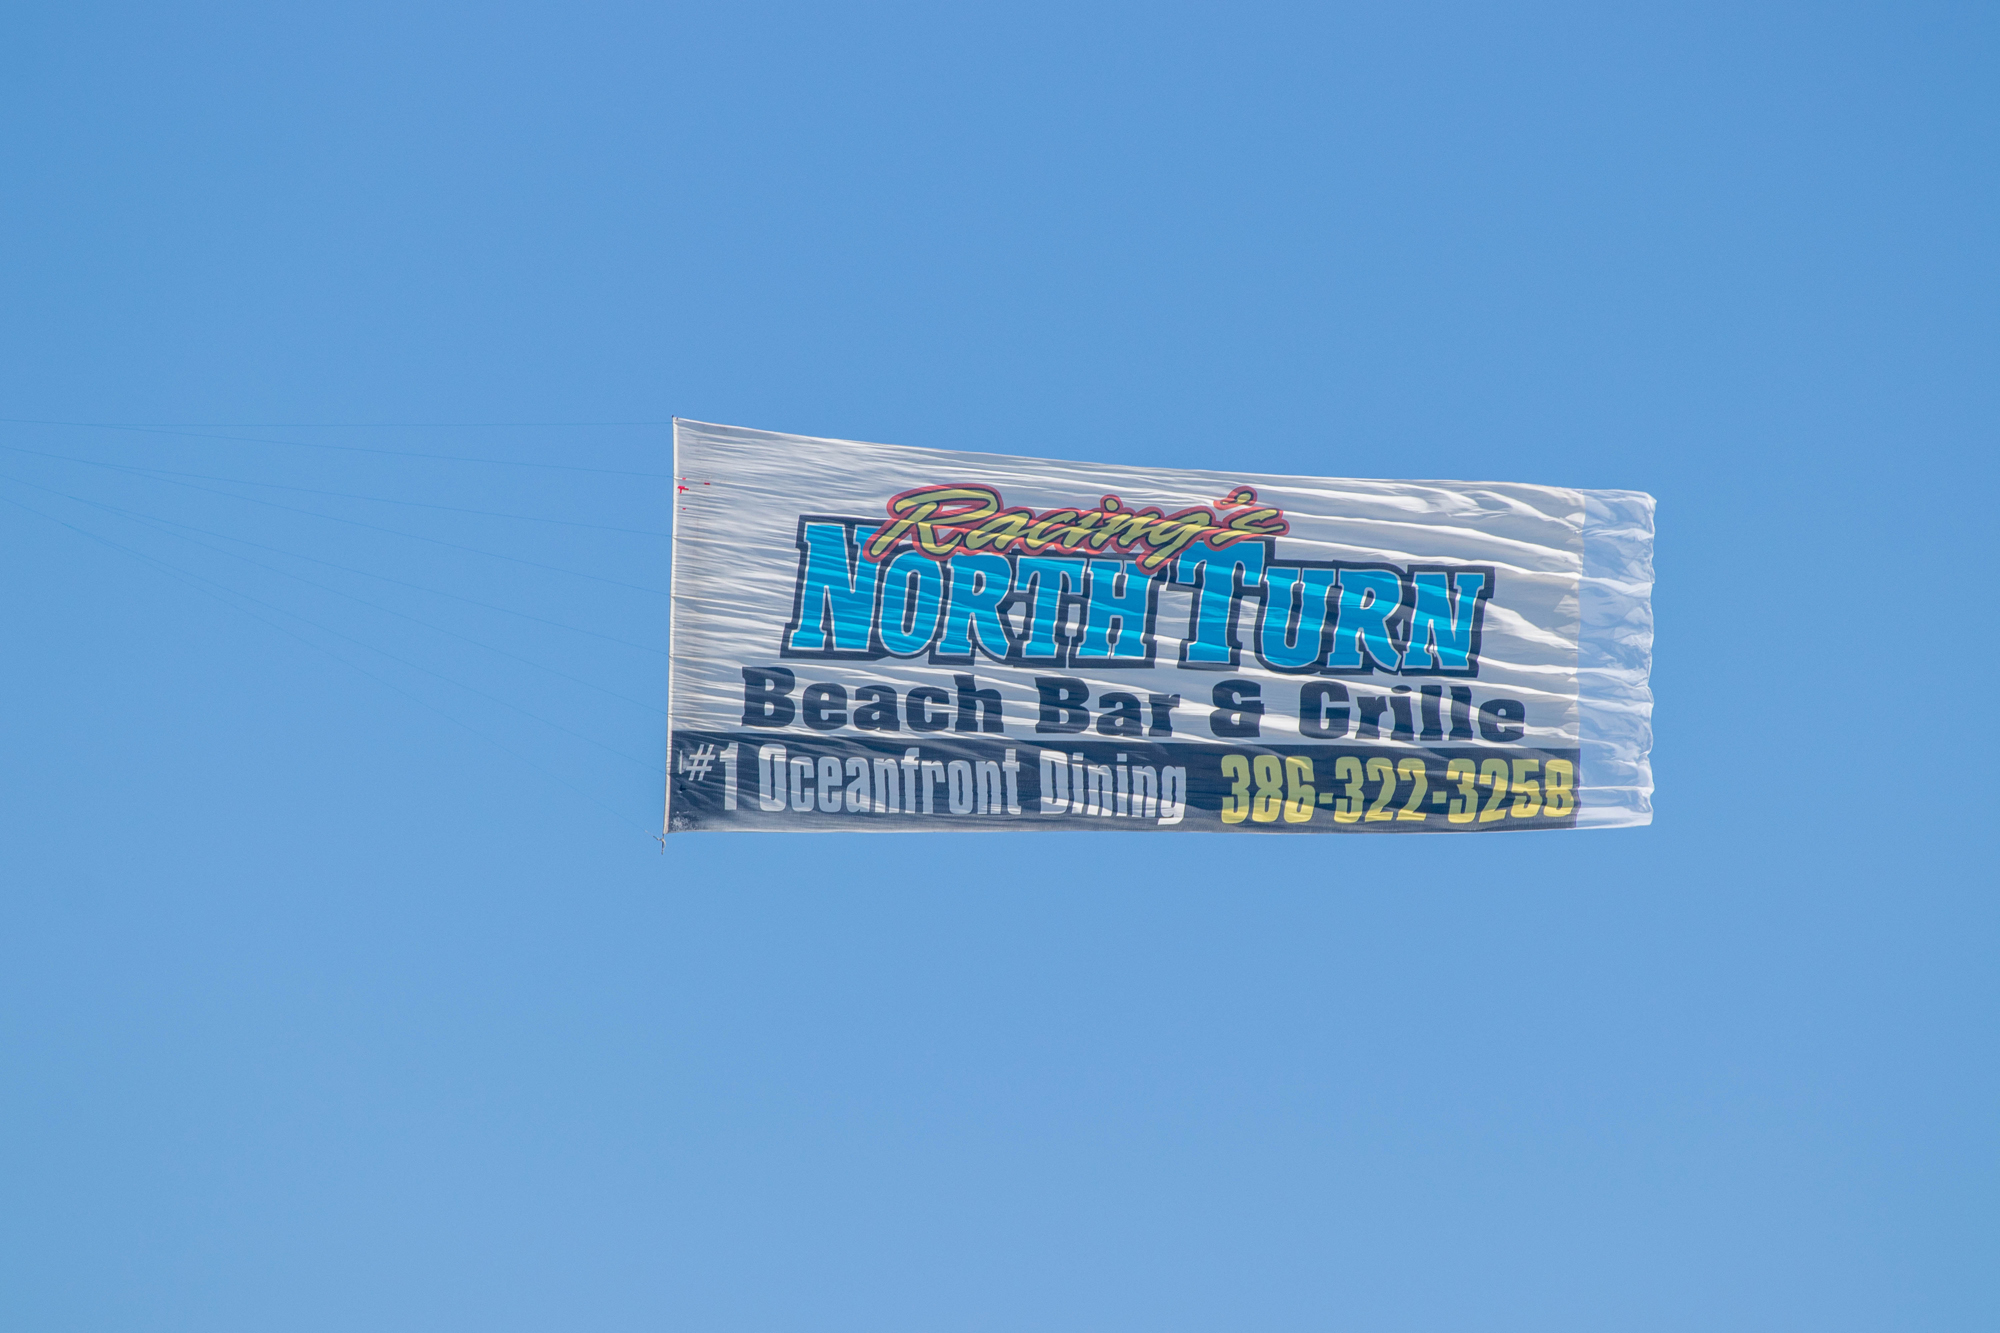 Racing's
North Turn
Beach Bar & Grille
#1 Oceanfront Dining 386-322-3258